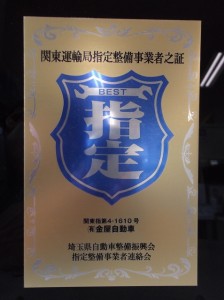 関東運輸局指定整備事業者之証
BEST
指定
関東指第4-1010号
㈲金屋自動車
埼玉県自動車整備振興会
指定整備事業者連絡会